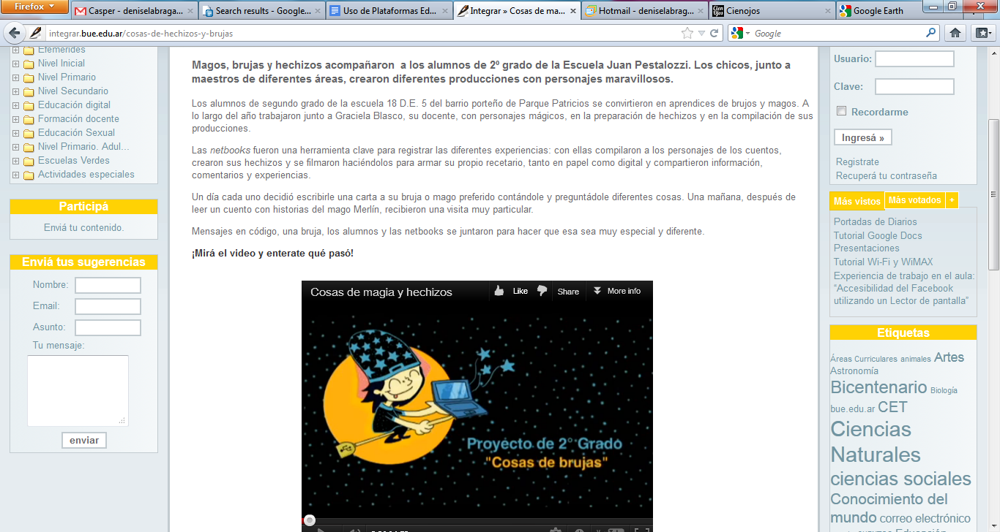 Firefox
Casper - deniselabraga...
Search results - Google...
Uso de Plataformas Ed...
Integrar » Cosas de ma...
Hotmail - deniselabrag...
Cienojos
Google Earth
integrar.bue.edu.ar/cosas-de-hechizos-y-brujas
Google
Efemérides
Nivel Inicial
Nivel Primario
Nivel Secundario
Educación digital
Formación docente
Educación Sexual
Nivel Primario. Adul...
Escuelas Verdes
Actividades especiales
Participá
Enviá tu contenido.
Enviá tus sugerencias
Nombre:
Email:
Asunto:
Tu mensaje:
enviar
Magos, brujas y hechizos acompañaron a los alumnos de 2º grado de la Escuela Juan Pestalozzi. Los chicos, junto a
maestros de diferentes áreas, crearon diferentes producciones con personajes maravillosos.
Los alumnos de segundo grado de la escuela 18 D.E. 5 del barrio porteño de Parque Patricios se convirtieron en aprendices de brujos y magos. A
lo largo del año trabajaron junto a Graciela Blasco, su docente, con personajes mágicos, en la preparación de hechizos y en la compilación de sus
producciones.
Las netbooks fueron una herramienta clave para registrar las diferentes experiencias: con ellas compilaron a los personajes de los cuentos,
crearon sus hechizos y se filmaron haciéndolos para armar su propio recetario, tanto en papel como digital y compartieron información,
comentarios y experiencias.
Un día cada uno decidió escribirle una carta a su bruja o mago preferido contándole y preguntádole diferentes cosas. Una mañana, después de
leer un cuento con historias del mago Merlín, recibieron una visita muy particular.
Mensajes en código, una bruja, los alumnos y las netbooks se juntaron para hacer que esa sea muy especial y diferente.
¡Mirá el video y enterate qué pasó!
Cosas de magia y hechizos
Like
Share
More info
Proyecto de 2° Grado
"Cosas de brujas"
Usuario:
Clave:
Recordarme
Ingresá »
Registrate
Recuperá tu contraseña
Más vistos
Más votados
+
Portadas de Diarios
Tutorial Google Docs
Presentaciones
Tutorial Wi-Fi y WiMAX
Experiencia de trabajo en el aula:
“Accesibilidad del Facebook
utilizando un Lector de pantalla”
Etiquetas
Áreas Curriculares animales Artes
Astronomía
Bicentenario Biología
bue.edu.ar CET
Ciencias
Naturales
ciencias sociales
Conocimiento del
mundo correo electrónico